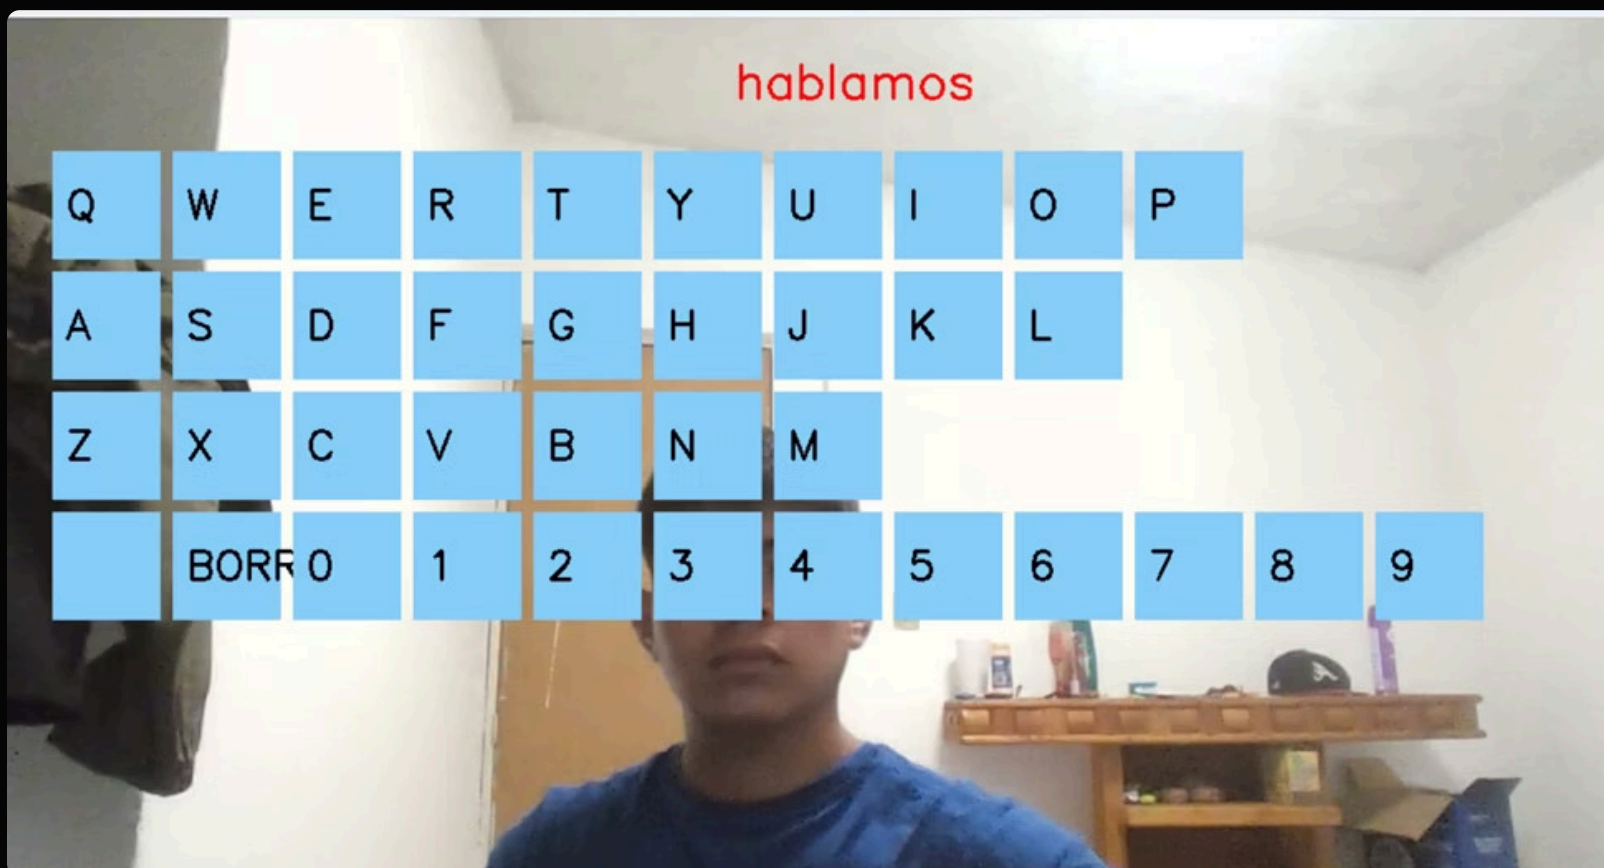 hablamos
Q W E R T Y U I O P
A S D F G H J K L
Z X C V B N M
BORR 0 1 2 3 4 5 6 7 8 9